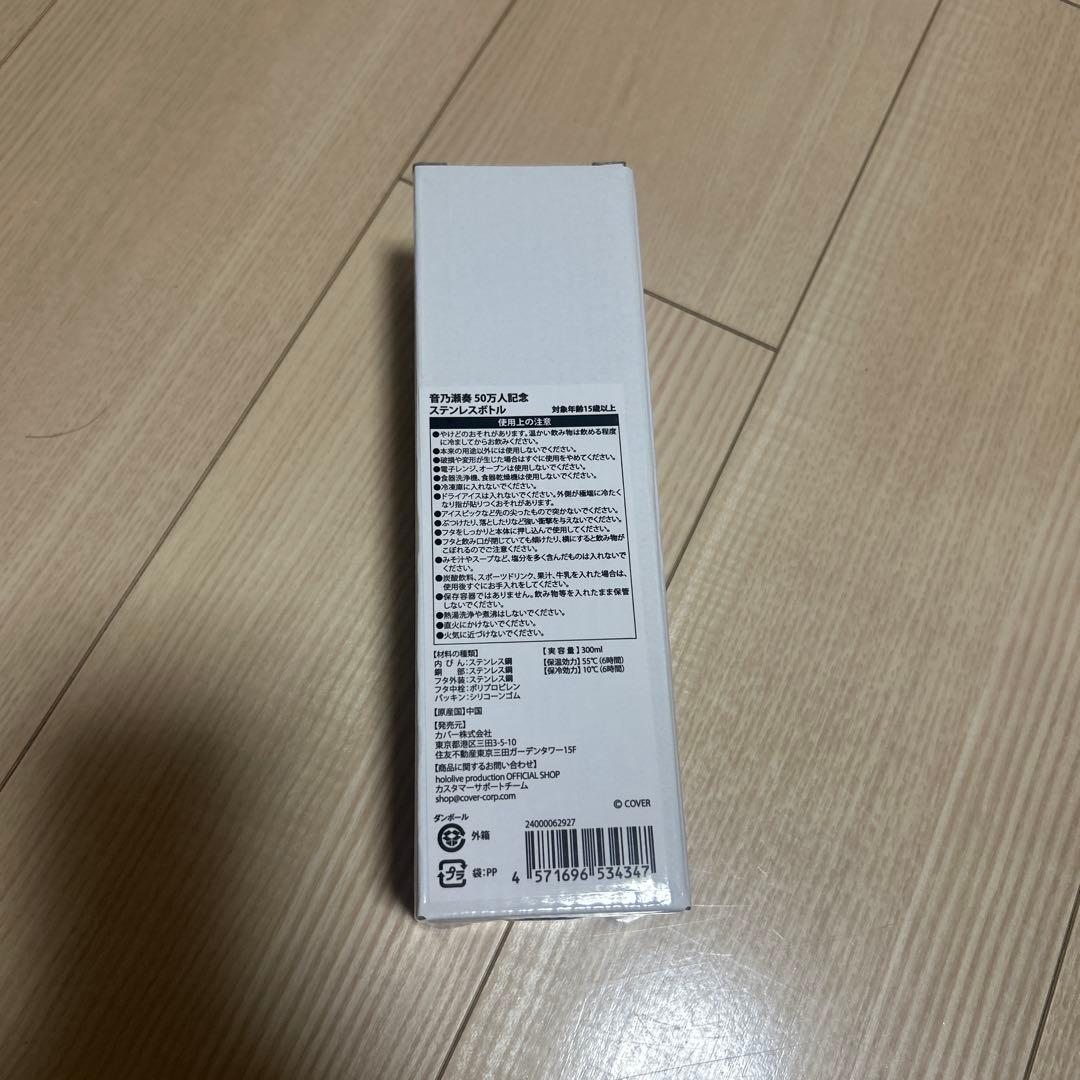 音乃瀬奏 50万人記念
ステンレスボトル 対象年齢15歳以上
使用上の注意
●やけどのおそれがあります。温かい飲み物は飲める程度
に冷ましてからお飲みください。
●本来の用途以外には使用しないでください。
●破損や変形が生じた場合はすぐに使用をやめてください。
●電子レンジ、オーブンは使用しないでください。
●食器洗浄機、食器乾燥機は使用しないでください。
●冷凍庫に入れないでください。
●ドライアイスは入れないでください。外側が極端に冷たく
なり指が貼りつくおそれがあります。
●アイスピックなど先の尖ったもので突かないでください。
●ぶつけたり、落としたりなど強い衝撃を与えないでください。
●フタをしっかりと本体に押し込んで使用してください。
●フタと飲み口が閉じていても傾けたり、横にすると飲み物が
こぼれるのでご注意ください。
●みそ汁やスープなど、塩分を多く含んだものは入れないで
ください。
●炭酸飲料、スポーツドリンク、果汁、牛乳を入れた場合は、
使用後すぐにお手入れをしてください。
●保存容器ではありません。飲み物等を入れたまま保管
しないでください。
●熱湯洗浄や煮沸はしないでください。
●直火にかけないでください。
●火気に近づけないでください。
【材料の種類】 【実容量】300ml
内びん:ステンレス鋼 【保温効力】55℃(6時間)
胴部:ステンレス鋼 【保冷効力】10℃(6時間)
フタ外装:ステンレス鋼
フタ中栓:ポリプロピレン
パッキン:シリコーンゴム
【原産国】中国
【発売元】
カバー株式会社
東京都港区三田3-5-10
住友不動産東京三田ガーデンタワー15F
【商品に関するお問い合わせ】
hololive production OFFICIAL SHOP
カスタマーサポートチーム
shop@cover-corp.com
© COVER
ダンボール
外箱
プラ
袋:PP
24000062927
4 571696 534347